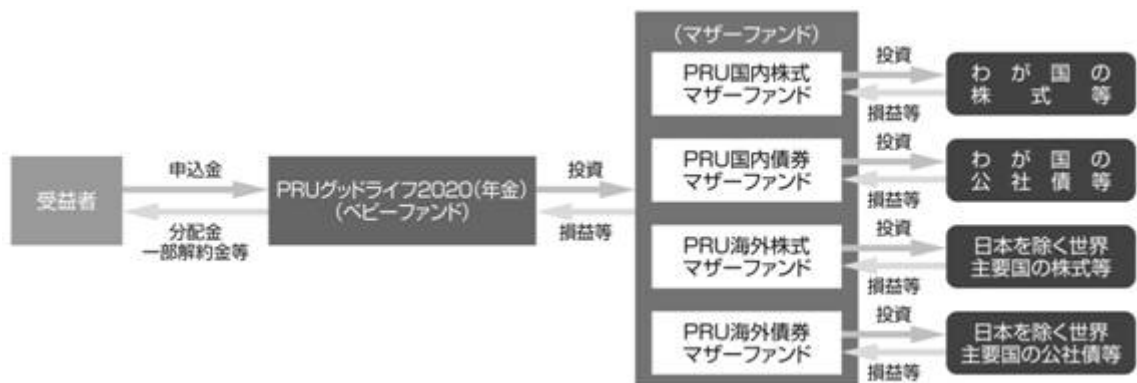 受益者
申込金
分配金
一部解約金等
PRUグッドライフ2020(年金)
(ベビーファンド)
投資
損益等
(マザーファンド)
PRU国内株式
マザーファンド
投資
損益等
わが国の
株式等
PRU国内債券
マザーファンド
投資
損益等
わが国の
公社債等
PRU海外株式
マザーファンド
投資
損益等
日本を除く世界
主要国の株式等
PRU海外債券
マザーファンド
投資
損益等
日本を除く世界
主要国の公社債等